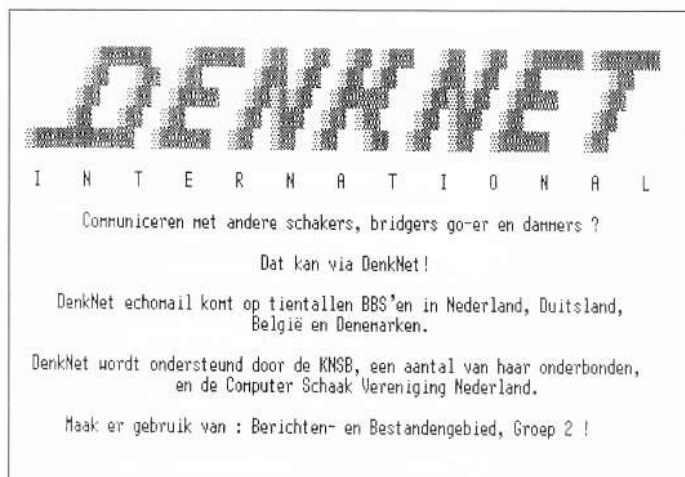 DENKNET
I N T E R N A T I O N A L
Communiceren met andere schakers, bridgers go-er en dammers ?
Dat kan via DenkNet!
DenkNet echomail komt op tientallen BBS'en in Nederland, Duitsland,
België en Denemarken.
DenkNet wordt ondersteund door de KNSB, een aantal van haar onderbonden,
en de Computer Schaak Vereniging Nederland.
Maak er gebruik van : Berichten- en Bestandengebied, Groep 2 !